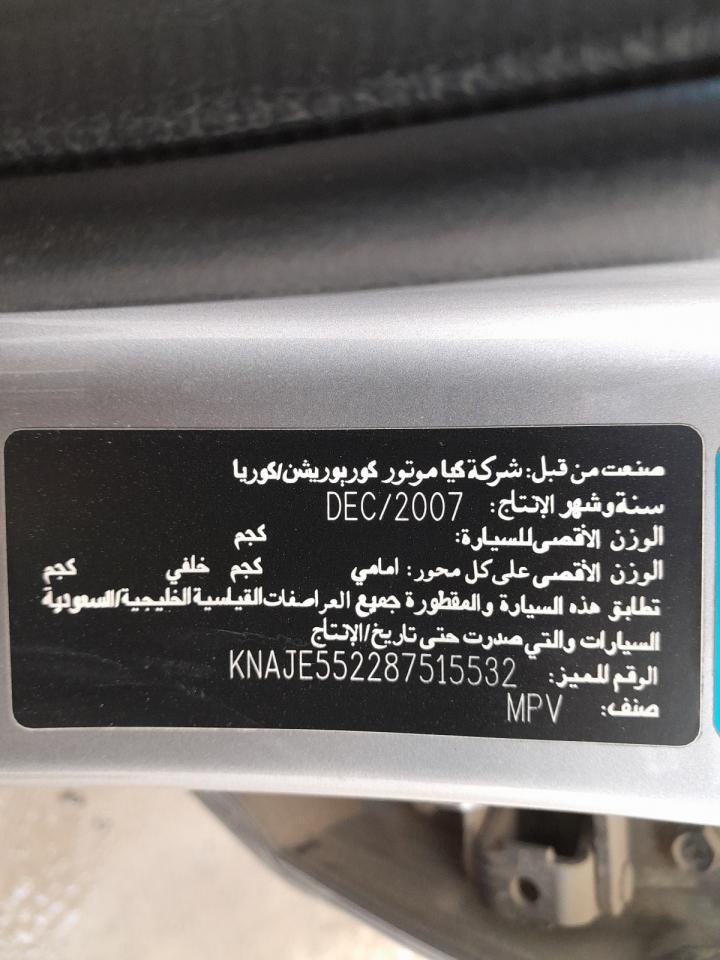 صنعت من قبل: شركة كيا موتور كوربوريشن/كوريا
سنة وشهر الإنتاج: DEC/2007
الوزن الأقصى للسيارة: كجم
الوزن الأقصى على كل محور: امامي كجم خلفي كجم
تطابق هذه السيارة والمقطورة جميع المراصفات القياسية الخليجية/السعودية
السيارات والتي صدرت حتى تاريخ/الإنتاج
الرقم المميز: KNAJE552287515532
صنف: MPV